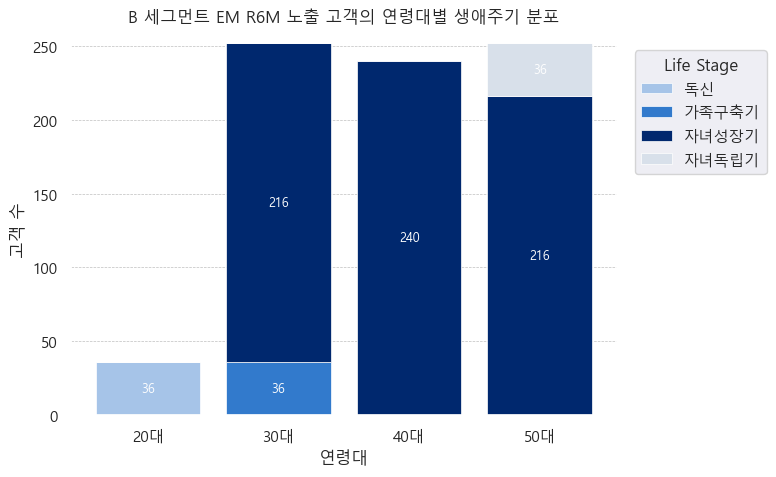 B 세그먼트 EM R6M 노출 고객의 연령대별 생애주기 분포
고객 수
250
200
150
100
50
0
36
216
36
240
36
216
20대
30대
40대
50대
연령대
Life Stage
독신
가족구축기
자녀성장기
자녀독립기